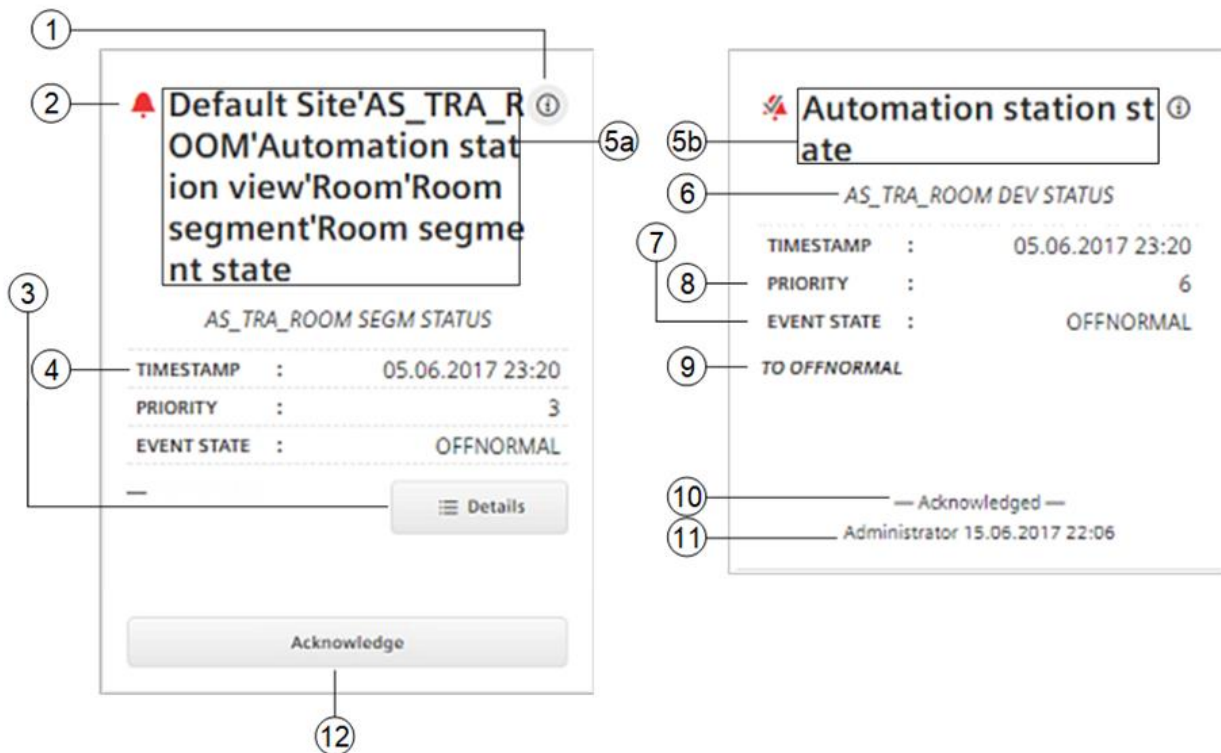 1
2
Default Site'AS_TRA_R
OOM'Automation stat
ion view'Room'Room
segment'Room segme
nt state
5a
AS_TRA_ROOM SEGM STATUS
3
4
TIMESTAMP : 05.06.2017 23:20
PRIORITY : 3
EVENT STATE : OFFNORMAL
—
Details
Acknowledge
12
Automation station st
ate
5b
6
AS_TRA_ROOM DEV STATUS
7
TIMESTAMP : 05.06.2017 23:20
8
PRIORITY : 6
EVENT STATE : OFFNORMAL
9
TO OFFNORMAL
10
— Acknowledged —
11
Administrator 15.06.2017 22:06